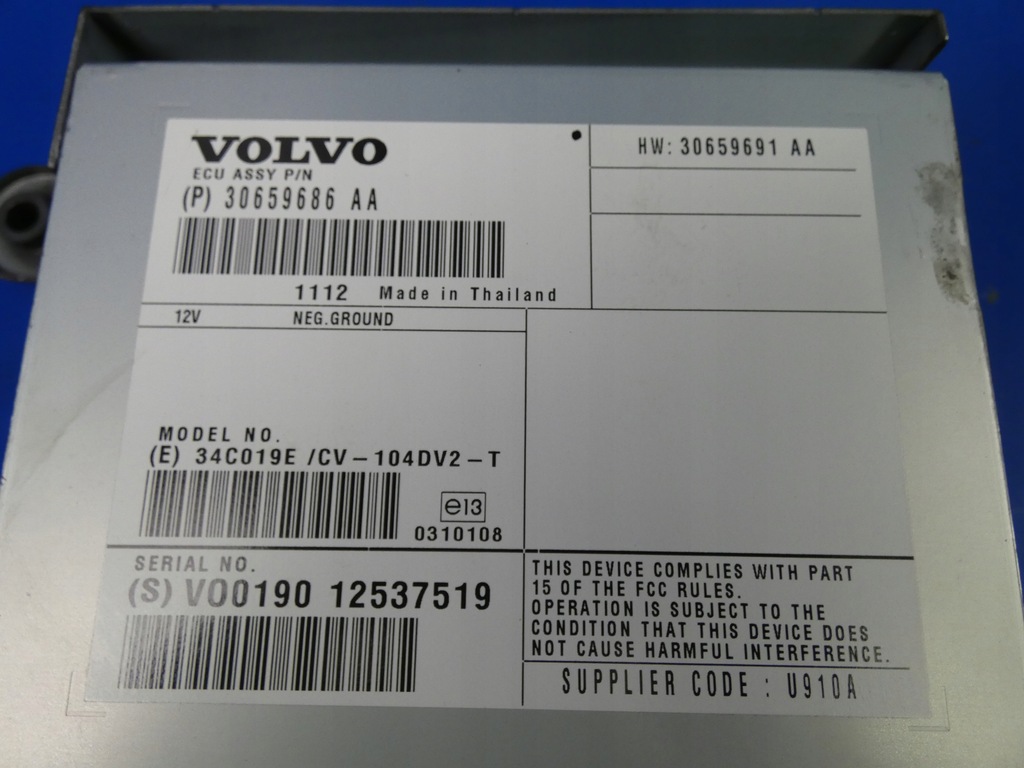 VOLVO
ECU ASSY P/N
(P) 30659686 AA
1112 Made in Thailand
HW: 30659691 AA
12V NEG.GROUND
MODEL NO.
(E) 34C019E /CV-104DV2-T
e13
0310108
SERIAL NO.
(S) VO0190 12537519
THIS DEVICE COMPLIES WITH PART
15 OF THE FCC RULES.
OPERATION IS SUBJECT TO THE
CONDITION THAT THIS DEVICE DOES
NOT CAUSE HARMFUL INTERFERENCE.
SUPPLIER CODE : U910A